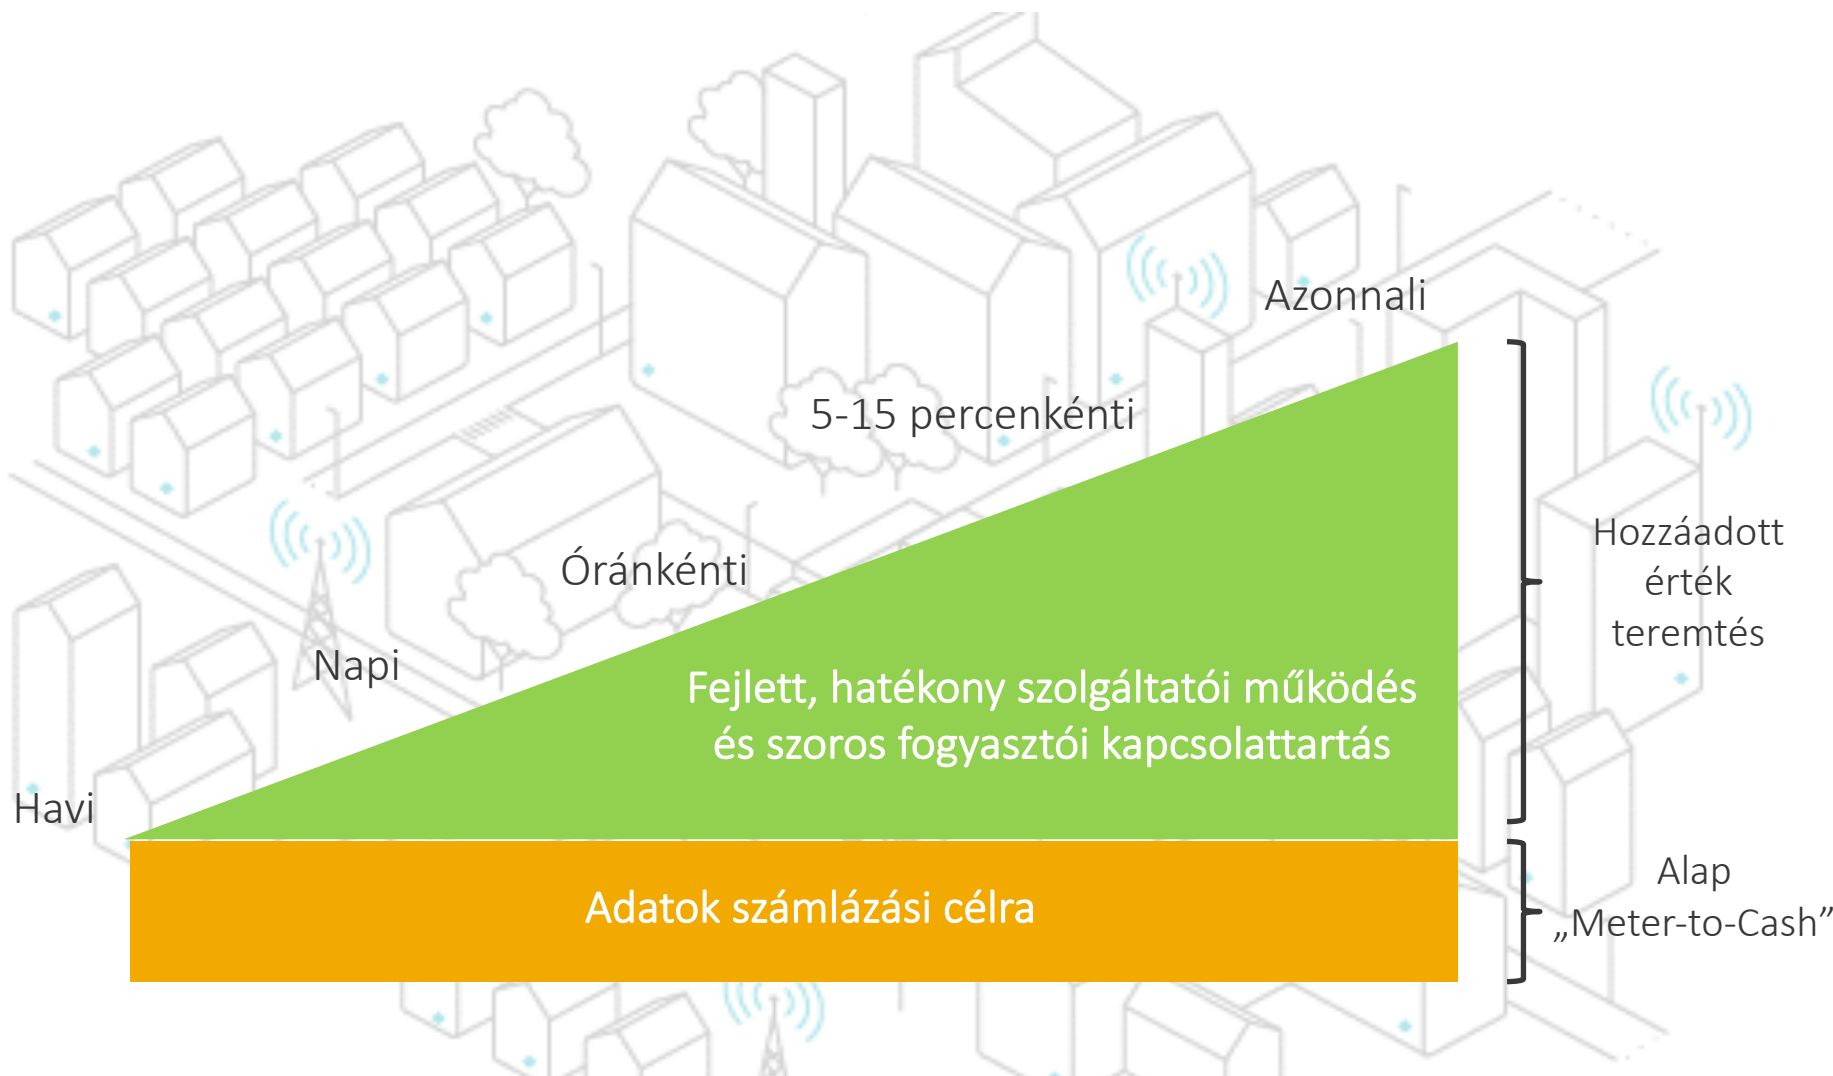 Azonnali
5-15 percenkénti
Óránkénti
Napi
Havi
Fejlett, hatékony szolgáltatói működés
és szoros fogyasztói kapcsolattartás
Adatok számlázási célra
Hozzáadott
érték
teremtés
Alap
„Meter-to-Cash”